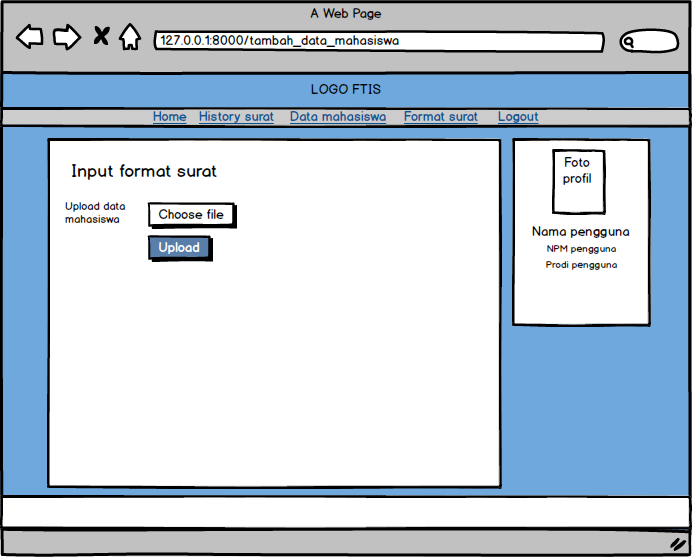 A Web Page
127.0.0.1:8000/tambah_data_mahasiswa
LOGO FTIS
Home History surat Data mahasiswa Format surat Logout
Input format surat
Upload data
mahasiswa
Choose file
Upload
Foto
profil
Nama pengguna
NPM pengguna
Prodi pengguna